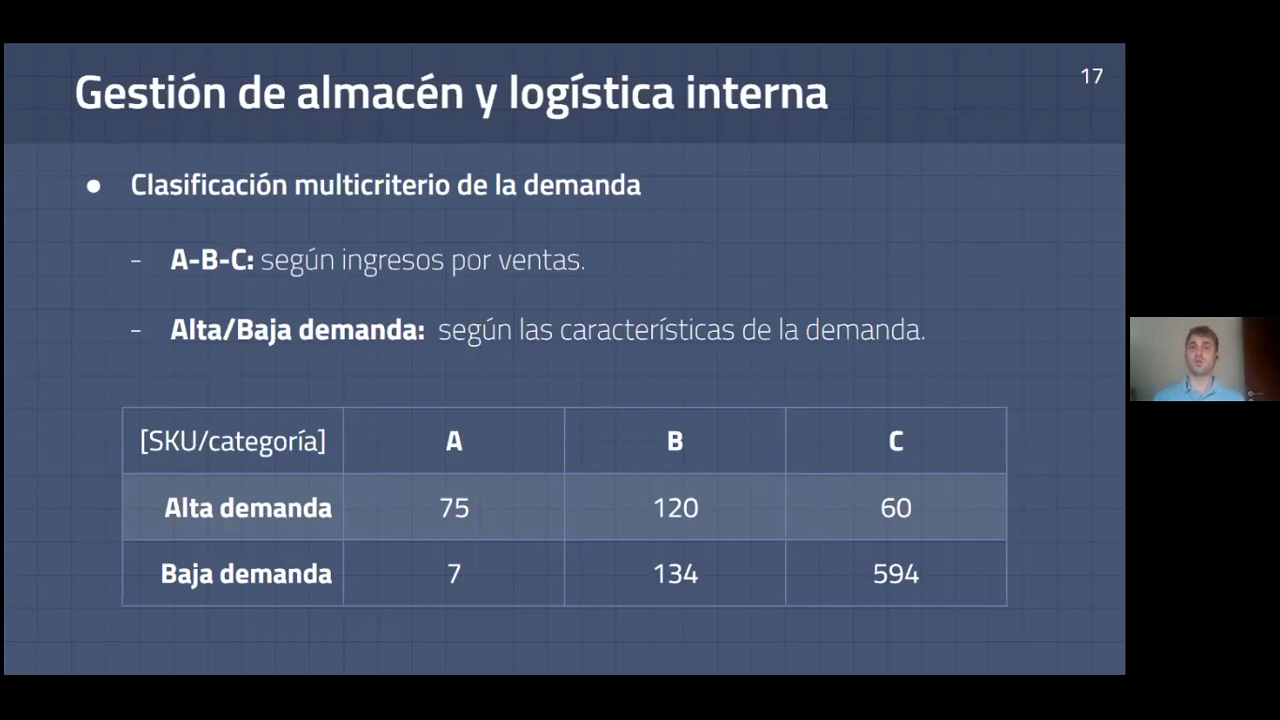 Gestión de almacén y logística interna
17
● Clasificación multicriterio de la demanda
- A-B-C: según ingresos por ventas.
- Alta/Baja demanda: según las características de la demanda.
[SKU/categoría] A B C
Alta demanda 75 120 60
Baja demanda 7 134 594